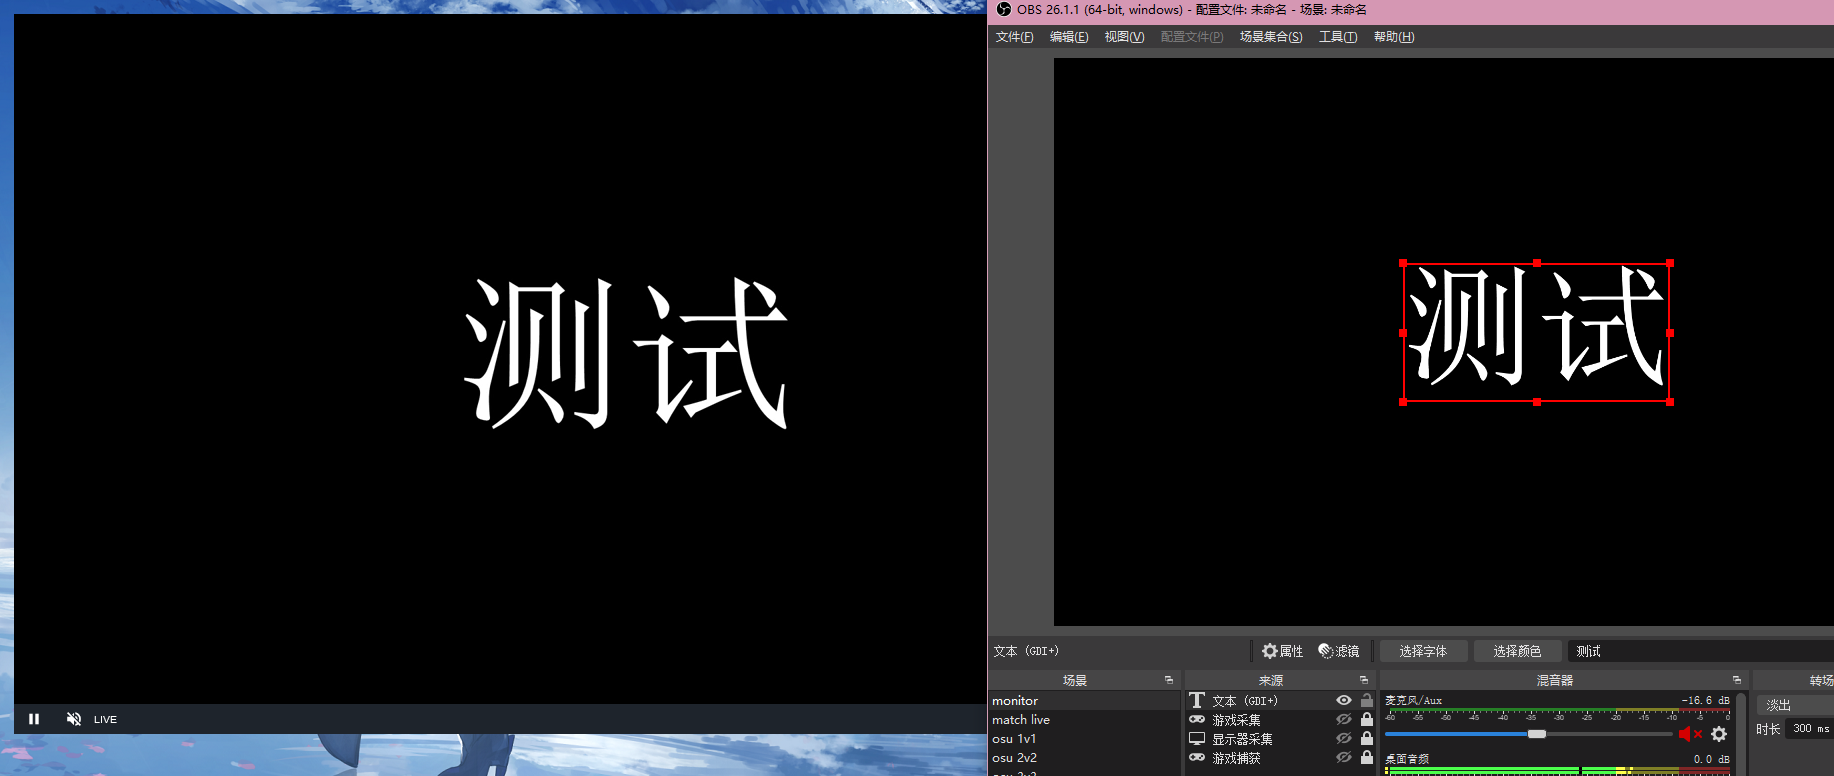 测试
LIVE
OBS 26.1.1 (64-bit, windows) - 配置文件: 未命名 - 场景: 未命名
文件(F) 编辑(E) 视图(V) 配置文件(P) 场景集合(S) 工具(T) 帮助(H)
测试
文本 (GDI+) 属性 滤镜 选择字体 选择颜色 测试
场景
monitor
match live
osu 1v1
osu 2v2
来源
文本 (GDI+)
游戏采集
显示器采集
游戏捕获
混音器
麦克风/Aux -16.6 dB
-60 -55 -50 -45 -40 -35 -30 -25 -20 -15 -10 -5 0
桌面音频 0.0 dB
转场
淡出
时长 300 ms